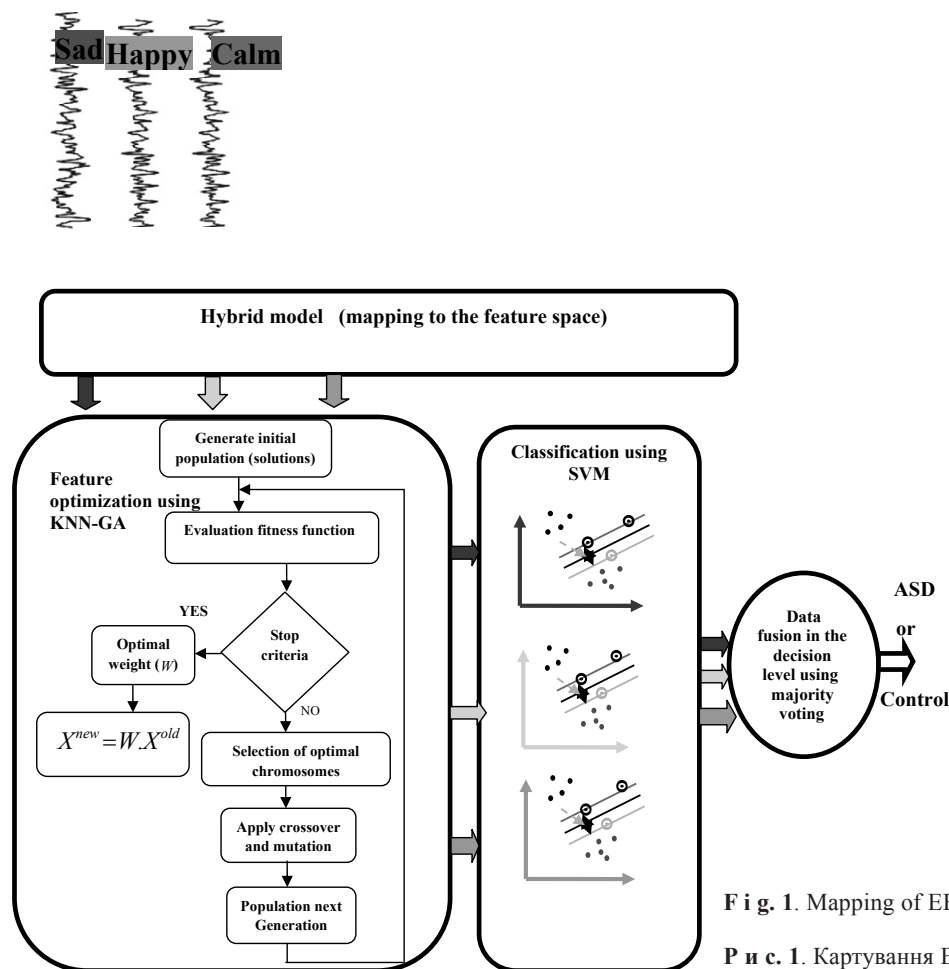 Sad Happy Calm
Hybrid model (mapping to the feature space)
Feature
optimization using
KNN-GA
Generate initial
population (solutions)
Evaluation fitness function
Stop
criteria
YES
Optimal
weight (W)
X^new = W.X^old
NO
Selection of optimal
chromosomes
Apply crossover
and mutation
Population next
Generation
Classification using
SVM
Data
fusion in the
decision level using
majority
voting
ASD
or
Control
Fig. 1. Mapping of
Рис. 1. Картування